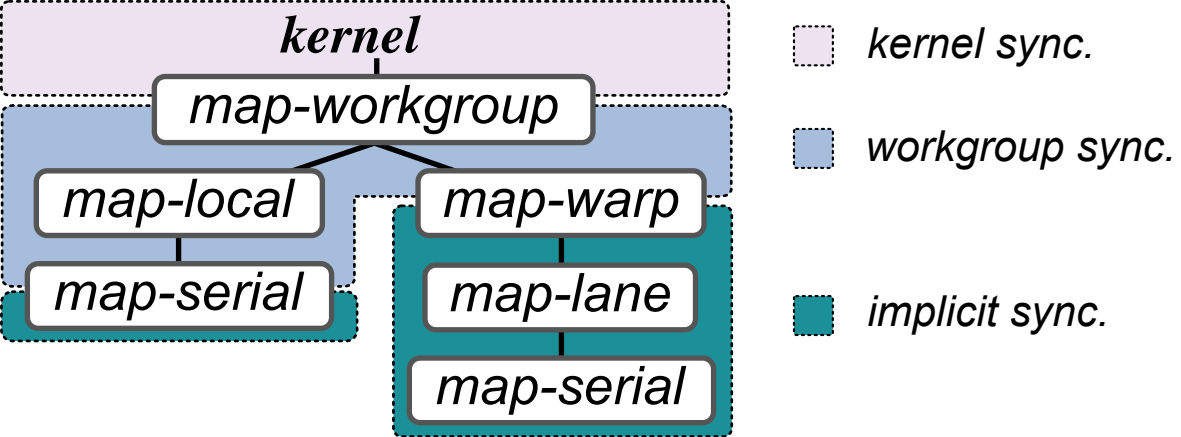 kernel
map-workgroup
map-local
map-warp
map-serial
map-lane
map-serial
kernel sync.
workgroup sync.
implicit sync.